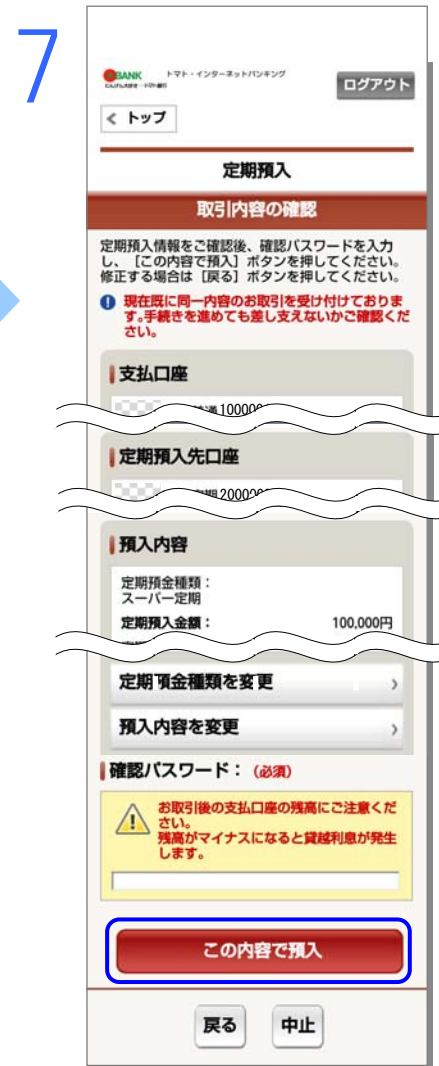 7
BANK トマト・インターネットバンキング
ログアウト
< トップ
定期預入
取引内容の確認
定期預入情報をご確認後、確認パスワードを入力
し、［この内容で預入］ボタンを押してください。
修正する場合は［戻る］ボタンを押してください。
現在既に同一内容のお取引を受け付けておりま
す。手続きを進めても差し支えないかご確認くだ
さい。
支払口座
定期預入先口座
預入内容
定期預金種類：
スーパー定期
定期預入金額： 100,000円
定期預金種類を変更
預入内容を変更
確認パスワード：（必須）
お取引後の支払口座の残高にご注意くだ
さい。
残高がマイナスになると貸越利息が発生
します。
この内容で預入
戻る 中止